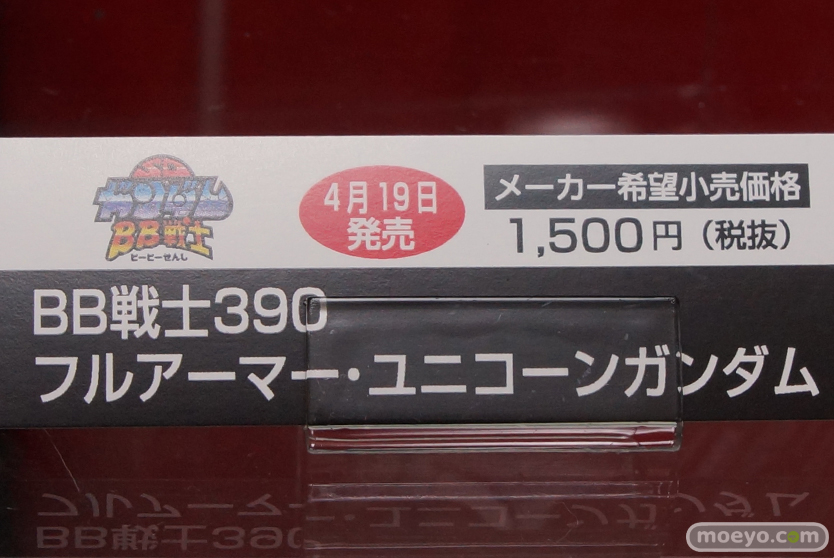 ガンダム
BB戦士
ビービーせんし
4月19日
発売
メーカー希望小売価格
1,500円(税抜)
BB戦士390
フルアーマー・ユニコーンガンダム
moeyo.com